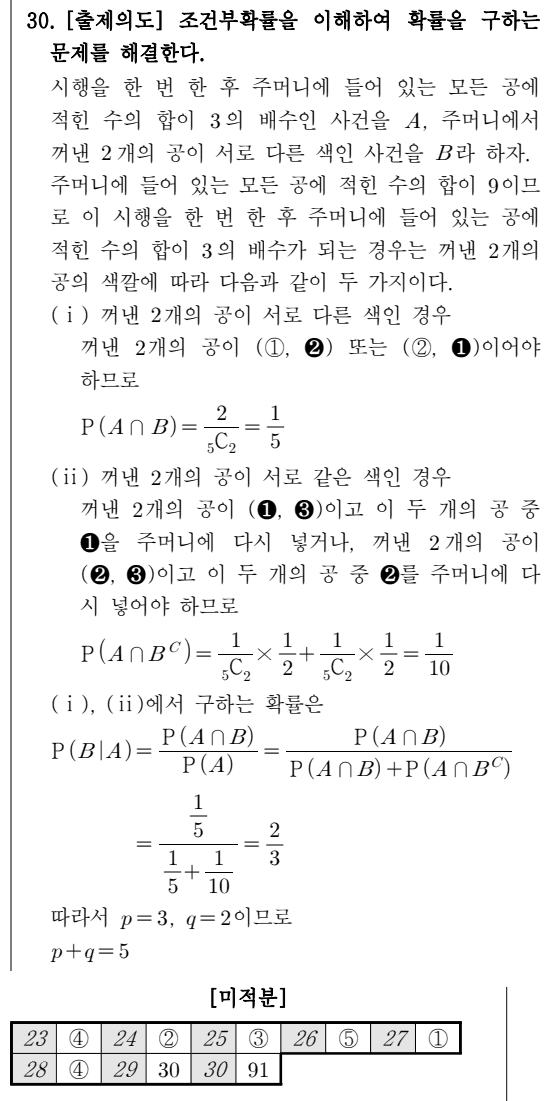 30. [출제의도] 조건부확률을 이해하여 확률을 구하는
문제를 해결한다.
시행을 한 번 한 후 주머니에 들어 있는 모든 공에
적힌 수의 합이 3의 배수인 사건을 A, 주머니에서
꺼낸 2개의 공이 서로 다른 색인 사건을 B라 하자.
주머니에 들어 있는 모든 공에 적힌 수의 합이 9이므
로 이 시행을 한 번 한 후 주머니에 들어 있는 공에
적힌 수의 합이 3의 배수가 되는 경우는 꺼낸 2개의
공의 색깔에 따라 다음과 같이 두 가지이다.
(ⅰ) 꺼낸 2개의 공이 서로 다른 색인 경우
꺼낸 2개의 공이 (①, ❷) 또는 (②, ❶)이어야
하므로
P(A∩B)=2/₅C₂=1/5
(ⅱ) 꺼낸 2개의 공이 서로 같은 색인 경우
꺼낸 2개의 공이 (❶, ❸)이고 이 두 개의 공 중
❶을 주머니에 다시 넣거나, 꺼낸 2개의 공이
(❷, ❸)이고 이 두 개의 공 중 ❷를 주머니에 다
시 넣어야 하므로
P(A∩B^C)=1/₅C₂×1/2+1/₅C₂×1/2=1/10
(ⅰ), (ⅱ)에서 구하는 확률은
P(B|A)=P(A∩B)/P(A)=P(A∩B)/(P(A∩B)+P(A∩B^C))
=(1/5)/(1/5+1/10)=2/3
따라서 p=3, q=2이므로
p+q=5
[미적분]
23 ④ 24 ② 25 ③ 26 ⑤ 27 ①
28 ④ 29 30 30 91